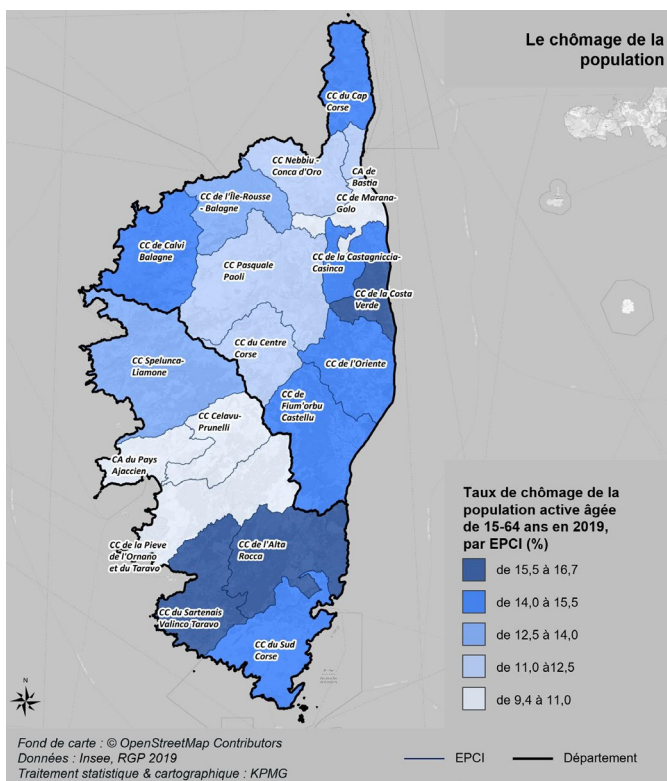 Le chômage de la
population
CC du Cap
Corse
CC Nebbiu -
Conca d'Oro
CA de
Bastia
CC de l'Île-Rousse
- Balagne
CC de Marana-
Golo
CC de Calvi
Balagne
CC Pasquale
Paoli
CC de la Castagniccia-
Casinca
CC de la Costa
Verde
CC du Centre
Corse
CC Spelunca-
Liamone
CC de l'Oriente
CC de
Fium'orbu
Castellu
CC Celavu-
Prunelli
CA du Pays
Ajaccien
CC de la Pieve
de l'Ornano
et du Taravo
CC de l'Alta
Rocca
CC du Sartenais
Valinco Taravo
CC du Sud
Corse
Taux de chômage de la
population active âgée
de 15-64 ans en 2019,
par EPCI (%)
de 15,5 à 16,7
de 14,0 à 15,5
de 12,5 à 14,0
de 11,0 à12,5
de 9,4 à 11,0
N
Fond de carte : © OpenStreetMap Contributors
Données : Insee, RGP 2019
Traitement statistique & cartographique : KPMG
EPCI
Département